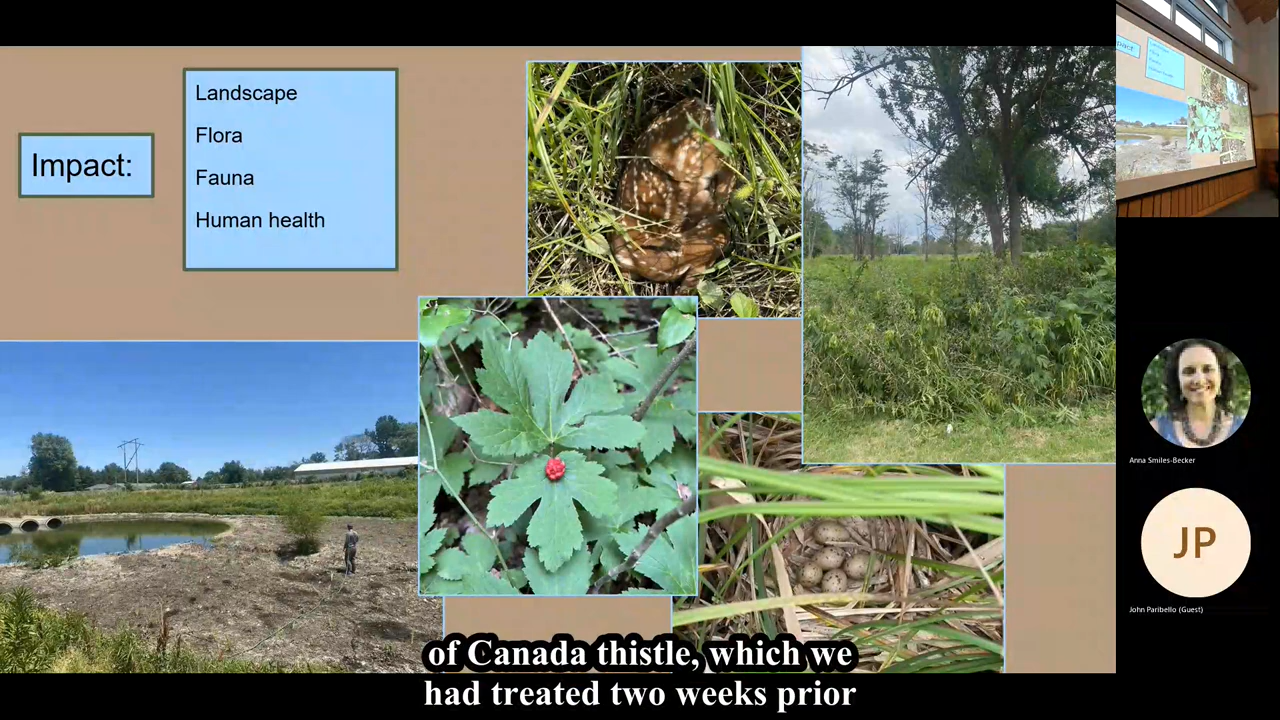 Impact:
Landscape
Flora
Fauna
Human health
Anna Smiles-Becker
JP
John Paribello (Guest)
of Canada thistle, which we
had treated two weeks prior